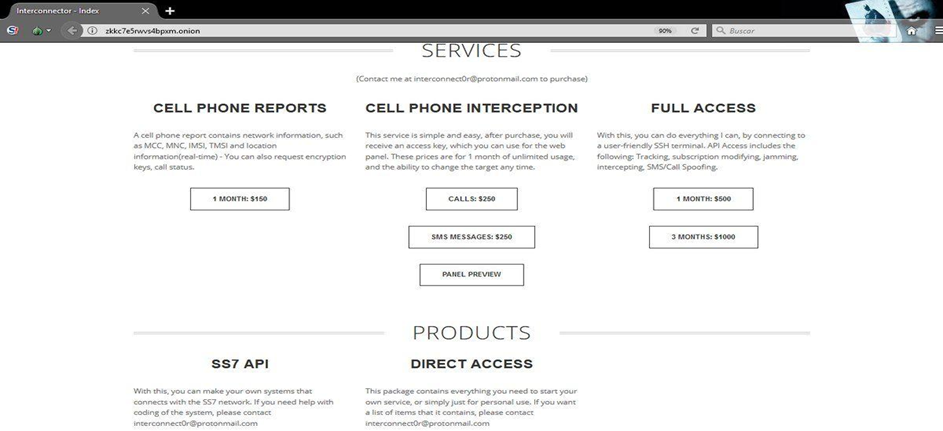 Interconnector - Index
zkkc7e5rwvs4bpxm.onion
90%
Buscar
SERVICES
(Contact me at interconnect0r@protonmail.com to purchase)
CELL PHONE REPORTS
A cell phone report contains network information, such
as MCC, MNC, IMSI, TMSI and location
information(real-time) - You can also request encryption
keys, call status.
1 MONTH: $150
CELL PHONE INTERCEPTION
This service is simple and easy, after purchase, you will
receive an access key, which you can use for the web
panel. These prices are for 1 month of unlimited usage,
and the ability to change the target any time.
CALLS: $250
SMS MESSAGES: $250
PANEL PREVIEW
FULL ACCESS
With this, you can do everything I can, by connecting to
a user-friendly SSH terminal. API Access includes the
following: Tracking, subscription modifying, jamming,
intercepting, SMS/Call Spoofing.
1 MONTH: $500
3 MONTHS: $1000
PRODUCTS
SS7 API
With this, you can make your own systems that
connects with the SS7 network. If you need help with
coding of the system, please contact
interconnect0r@protonmail.com
DIRECT ACCESS
This package contains everything you need to start your
own service, or simply just for personal use. If you want
a list of items that it contains, please contact
interconnect0r@protonmail.com